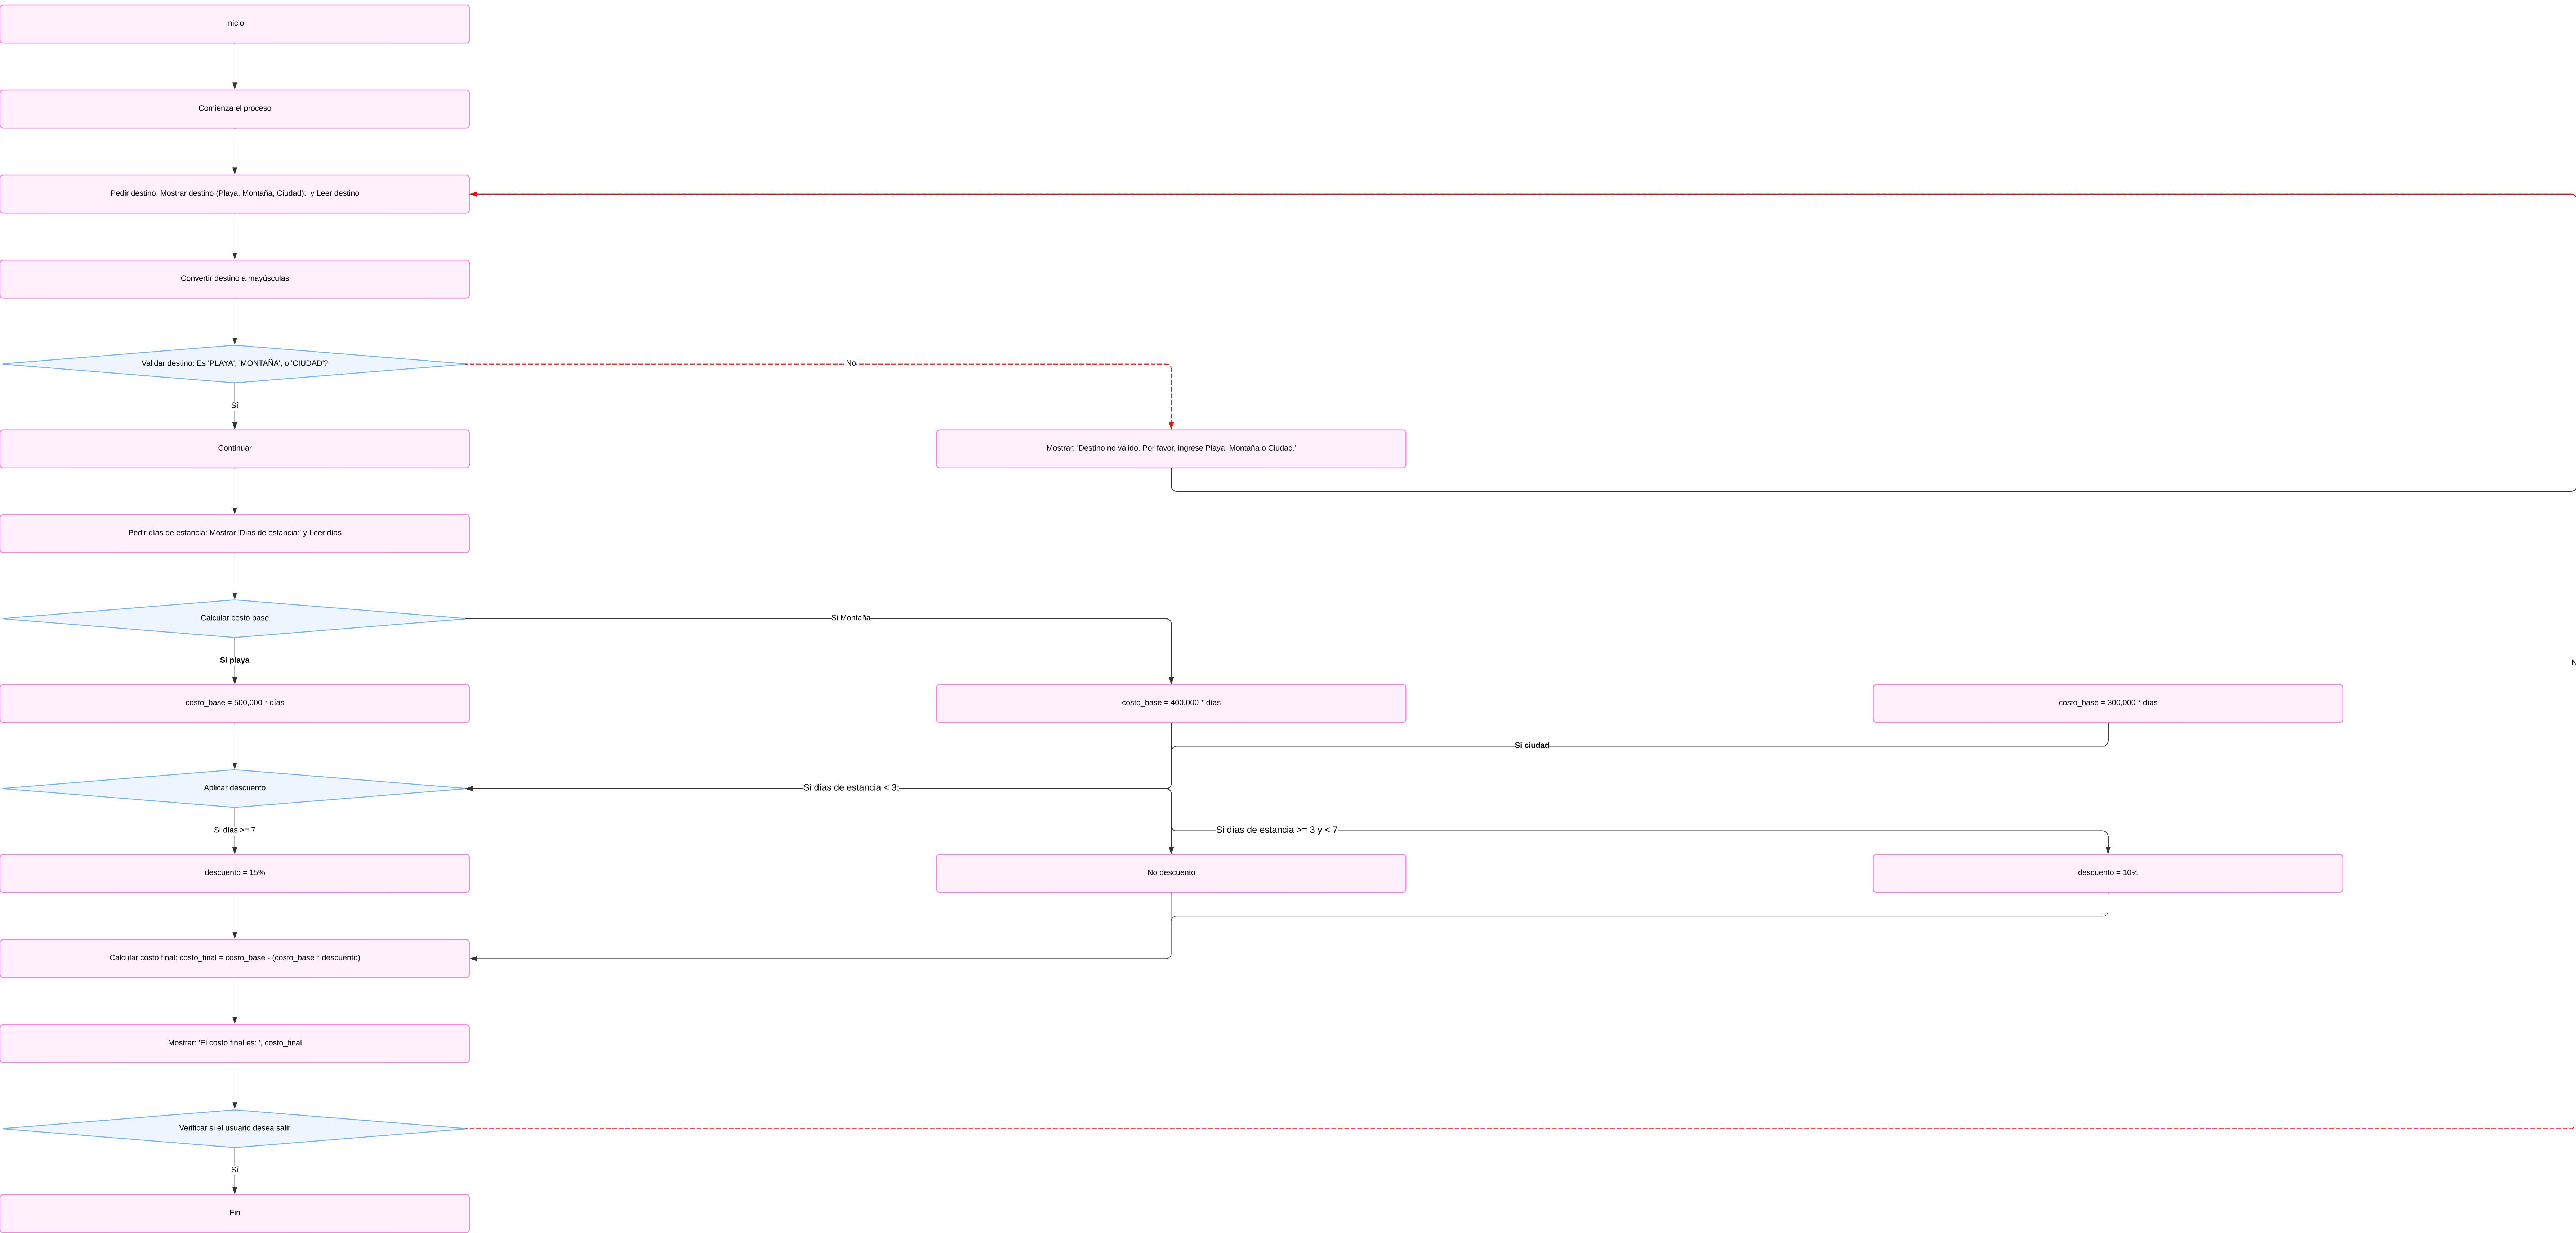 Inicio
Comienza el proceso
Pedir destino: Mostrar destino (Playa, Montaña, Ciudad):  y Leer destino
Convertir destino a mayúsculas
Validar destino: Es 'PLAYA', 'MONTAÑA', o 'CIUDAD'?
No
Sí
Continuar
Mostrar: 'Destino no válido. Por favor, ingrese Playa, Montaña o Ciudad.'
Pedir días de estancia: Mostrar 'Días de estancia:' y Leer días
Calcular costo base
Si Montaña
Si playa
N
costo_base = 500,000 * días
costo_base = 400,000 * días
costo_base = 300,000 * días
Si ciudad
Aplicar descuento
Si días de estancia < 3:
Si días >= 7
Si días de estancia >= 3 y < 7
descuento = 15%
No descuento
descuento = 10%
Calcular costo final: costo_final = costo_base - (costo_base * descuento)
Mostrar: 'El costo final es: ', costo_final
Verificar si el usuario desea salir
Sí
Fin